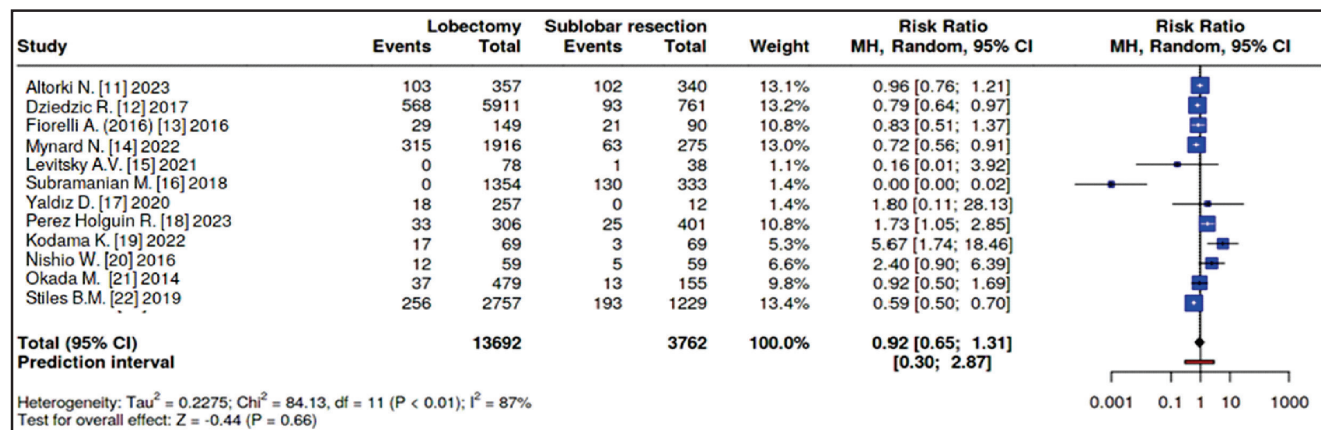 Lobectomy Sublobar resection Risk Ratio Risk Ratio
Study Events Total Events Total Weight MH, Random, 95% CI MH, Random, 95% CI
Altorki N. [11] 2023 103 357 102 340 13.1% 0.96 [0.76; 1.21]
Dziedzic R. [12] 2017 568 5911 93 761 13.2% 0.79 [0.64; 0.97]
Fiorelli A. (2016) [13] 2016 29 149 21 90 10.8% 0.83 [0.51; 1.37]
Mynard N. [14] 2022 315 1916 63 275 13.0% 0.72 [0.56; 0.91]
Levitsky A.V. [15] 2021 0 78 1 38 1.1% 0.16 [0.01; 3.92]
Subramanian M. [16] 2018 0 1354 130 333 1.4% 0.00 [0.00; 0.02]
Yaldız D. [17] 2020 18 257 0 12 1.4% 1.80 [0.11; 28.13]
Perez Holguin R. [18] 2023 33 306 25 401 10.8% 1.73 [1.05; 2.85]
Kodama K. [19] 2022 17 69 3 69 5.3% 5.67 [1.74; 18.46]
Nishio W. [20] 2016 12 59 5 59 6.6% 2.40 [0.90; 6.39]
Okada M. [21] 2014 37 479 13 155 9.8% 0.92 [0.50; 1.69]
Stiles B.M. [22] 2019 256 2757 193 1229 13.4% 0.59 [0.50; 0.70]
Total (95% CI) 13692 3762 100.0% 0.92 [0.65; 1.31]
Prediction interval [0.30; 2.87]
Heterogeneity: Tau² = 0.2275; Chi² = 84.13, df = 11 (P < 0.01); I² = 87%
Test for overall effect: Z = -0.44 (P = 0.66)
0.001 0.1 1 10 1000